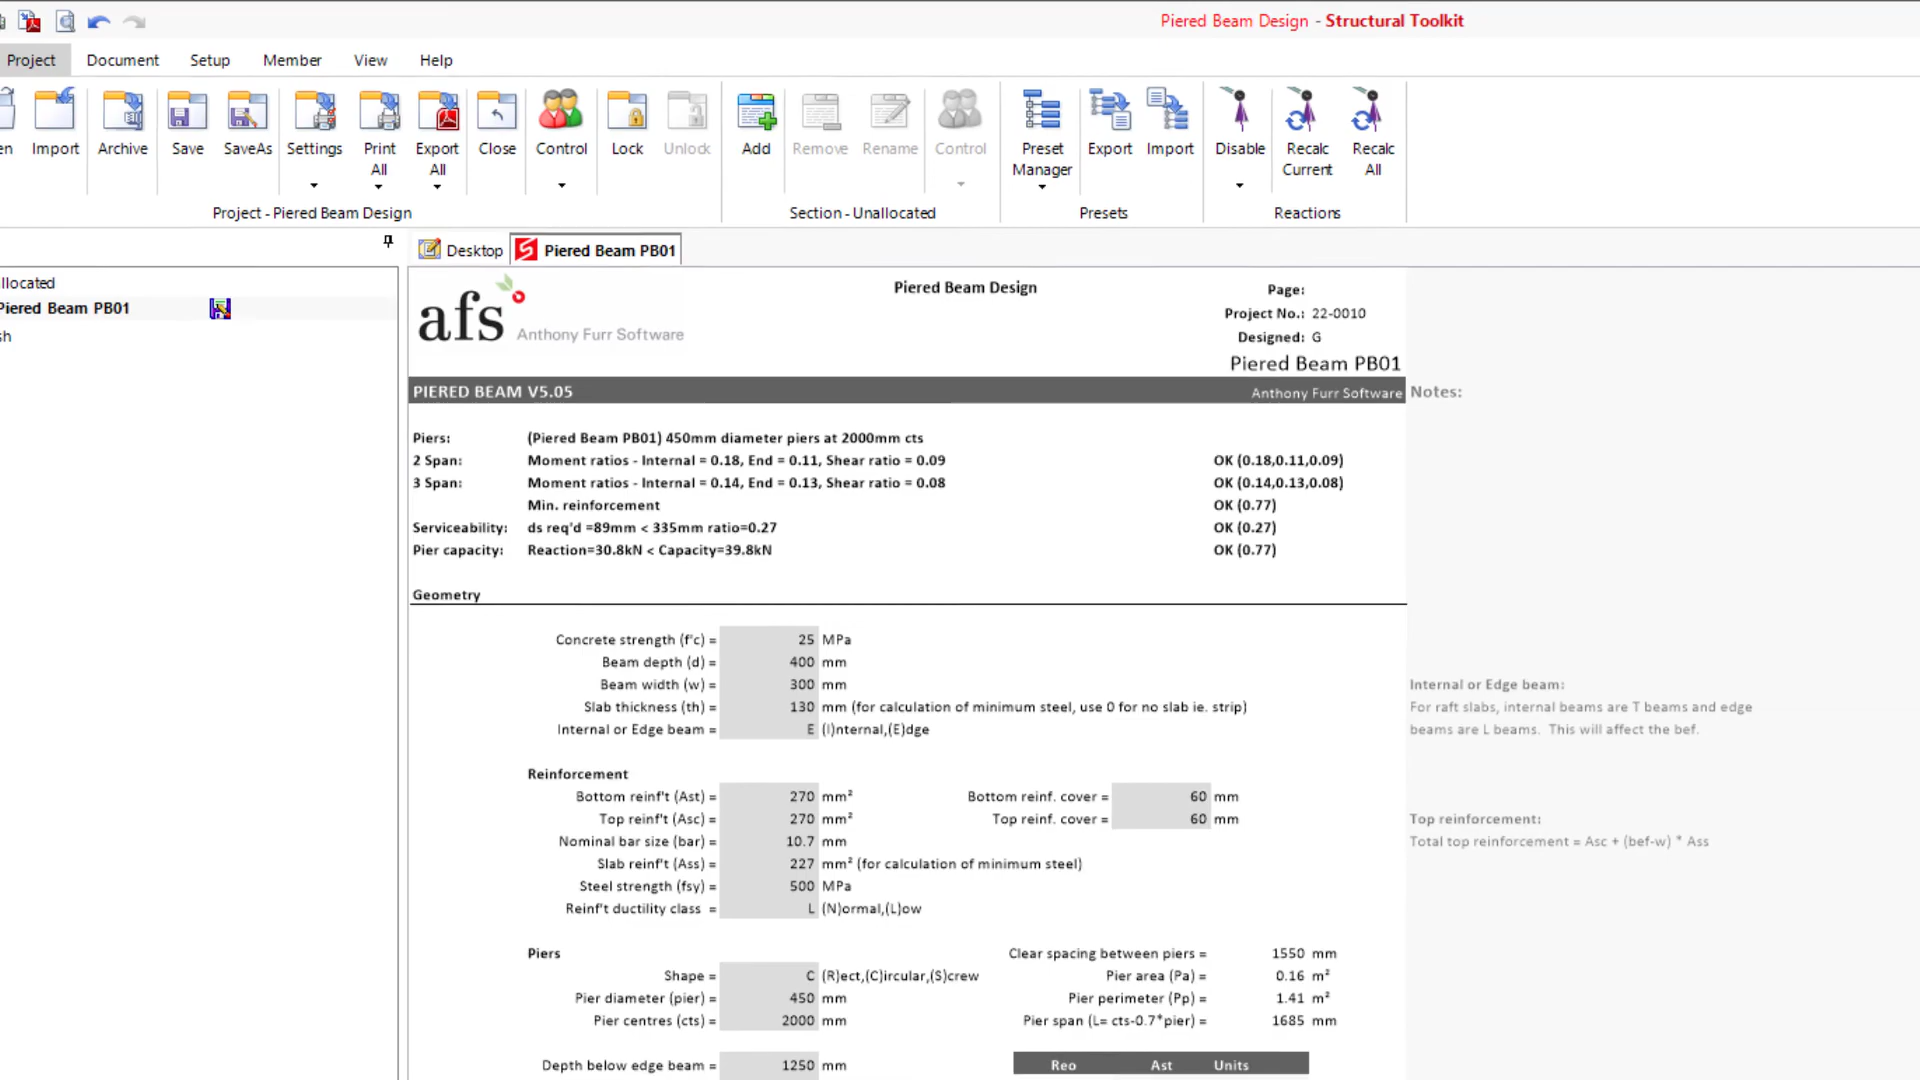 Piered Beam Design - Structural Toolkit
Project Document Setup Member View Help
en Import Archive Save SaveAs Settings Print All Export All Close Control Lock Unlock Add Remove Rename Control Preset Manager Export Import Disable Recalc Current Recalc All
Project - Piered Beam Design Section - Unallocated Presets Reactions
Desktop Piered Beam PB01
llocated
Piered Beam PB01
sh
afs Anthony Furr Software
Piered Beam Design
Page:
Project No.: 22-0010
Designed: G
Piered Beam PB01
PIERED BEAM V5.05 Anthony Furr Software Notes:
Piers: (Piered Beam PB01) 450mm diameter piers at 2000mm cts
2 Span: Moment ratios - Internal = 0.18, End = 0.11, Shear ratio = 0.09 OK (0.18,0.11,0.09)
3 Span: Moment ratios - Internal = 0.14, End = 0.13, Shear ratio = 0.08 OK (0.14,0.13,0.08)
Min. reinforcement OK (0.77)
Serviceability: ds req'd =89mm < 335mm ratio=0.27 OK (0.27)
Pier capacity: Reaction=30.8kN < Capacity=39.8kN OK (0.77)
Geometry
Concrete strength (f'c) = 25 MPa
Beam depth (d) = 400 mm
Beam width (w) = 300 mm Internal or Edge beam:
Slab thickness (th) = 130 mm (for calculation of minimum steel, use 0 for no slab ie. strip) For raft slabs, internal beams are T beams and edge
Internal or Edge beam = E (I)nternal,(E)dge beams are L beams. This will affect the bef.
Reinforcement
Bottom reinf't (Ast) = 270 mm² Bottom reinf. cover = 60 mm
Top reinf't (Asc) = 270 mm² Top reinf. cover = 60 mm Top reinforcement:
Nominal bar size (bar) = 10.7 mm Total top reinforcement = Asc + (bef-w) * Ass
Slab reinf't (Ass) = 227 mm² (for calculation of minimum steel)
Steel strength (fsy) = 500 MPa
Reinf't ductility class = L (N)ormal,(L)ow
Piers Clear spacing between piers = 1550 mm
Shape = C (R)ect,(C)ircular,(S)crew Pier area (Pa) = 0.16 m²
Pier diameter (pier) = 450 mm Pier perimeter (Pp) = 1.41 m²
Pier centres (cts) = 2000 mm Pier span (L= cts-0.7*pier) = 1685 mm
Depth below edge beam = 1250 mm Reo Ast Units